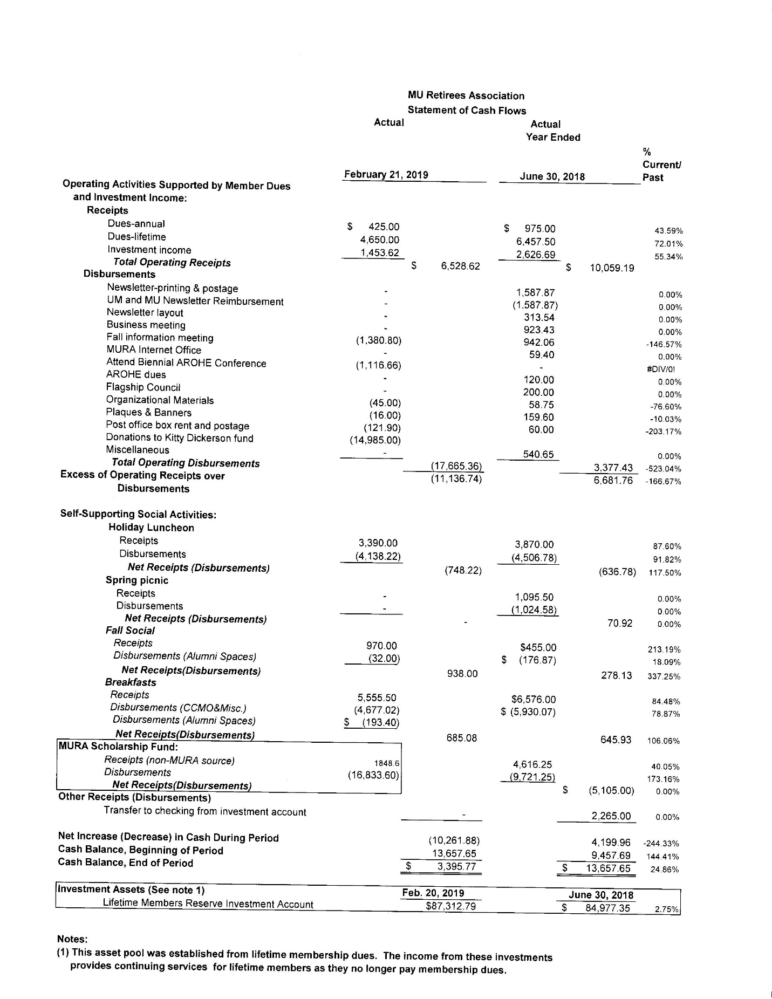 MU Retirees Association
Statement of Cash Flows
Actual Actual
Year Ended
%
Current/
February 21, 2019 June 30, 2018 Past
Operating Activities Supported by Member Dues
and Investment Income:
Receipts
Dues-annual $ 425.00 $ 975.00 43.59%
Dues-lifetime 4,650.00 6,457.50 72.01%
Investment income 1,453.62 2,626.69 55.34%
Total Operating Receipts $ 6,528.62 $ 10,059.19
Disbursements
Newsletter-printing & postage - 1,587.87 0.00%
UM and MU Newsletter Reimbursement - (1,587.87) 0.00%
Newsletter layout - 313.54 0.00%
Business meeting - 923.43 0.00%
Fall information meeting (1,380.80) 942.06 -146.57%
MURA Internet Office - 59.40 0.00%
Attend Biennial AROHE Conference (1,116.66) - #DIV/0!
AROHE dues - 120.00 0.00%
Flagship Council - 200.00 0.00%
Organizational Materials (45.00) 58.75 -76.60%
Plaques & Banners (16.00) 159.60 -10.03%
Post office box rent and postage (121.90) 60.00 -203.17%
Donations to Kitty Dickerson fund (14,985.00)
Miscellaneous - 540.65 0.00%
Total Operating Disbursements (17,665.36) 3,377.43 -523.04%
Excess of Operating Receipts over (11,136.74) 6,681.76 -166.67%
Disbursements
Self-Supporting Social Activities:
Holiday Luncheon
Receipts 3,390.00 3,870.00 87.60%
Disbursements (4,138.22) (4,506.78) 91.82%
Net Receipts (Disbursements) (748.22) (636.78) 117.50%
Spring picnic
Receipts - 1,095.50 0.00%
Disbursements - (1,024.58) 0.00%
Net Receipts (Disbursements) - 70.92 0.00%
Fall Social
Receipts 970.00 $455.00 213.19%
Disbursements (Alumni Spaces) (32.00) $ (176.87) 18.09%
Net Receipts(Disbursements) 938.00 278.13 337.25%
Breakfasts
Receipts 5,555.50 $6,576.00 84.48%
Disbursements (CCMO&Misc.) (4,677.02) $ (5,930.07) 78.87%
Disbursements (Alumni Spaces) $ (193.40)
Net Receipts(Disbursements) 685.08 645.93 106.06%
MURA Scholarship Fund:
Receipts (non-MURA source) 1848.6 4,616.25 40.05%
Disbursements (16,833.60) (9,721.25) 173.16%
Net Receipts(Disbursements) $ (5,105.00) 0.00%
Other Receipts (Disbursements)
Transfer to checking from investment account - 2,265.00 0.00%
Net Increase (Decrease) in Cash During Period (10,261.88) 4,199.96 -244.33%
Cash Balance, Beginning of Period 13,657.65 9,457.69 144.41%
Cash Balance, End of Period $ 3,395.77 $ 13,657.65 24.86%
Investment Assets (See note 1) Feb. 20, 2019 June 30, 2018
Lifetime Members Reserve Investment Account $87,312.79 $ 84,977.35 2.75%
Notes:
(1) This asset pool was established from lifetime membership dues. The income from these investments
provides continuing services for lifetime members as they no longer pay membership dues.